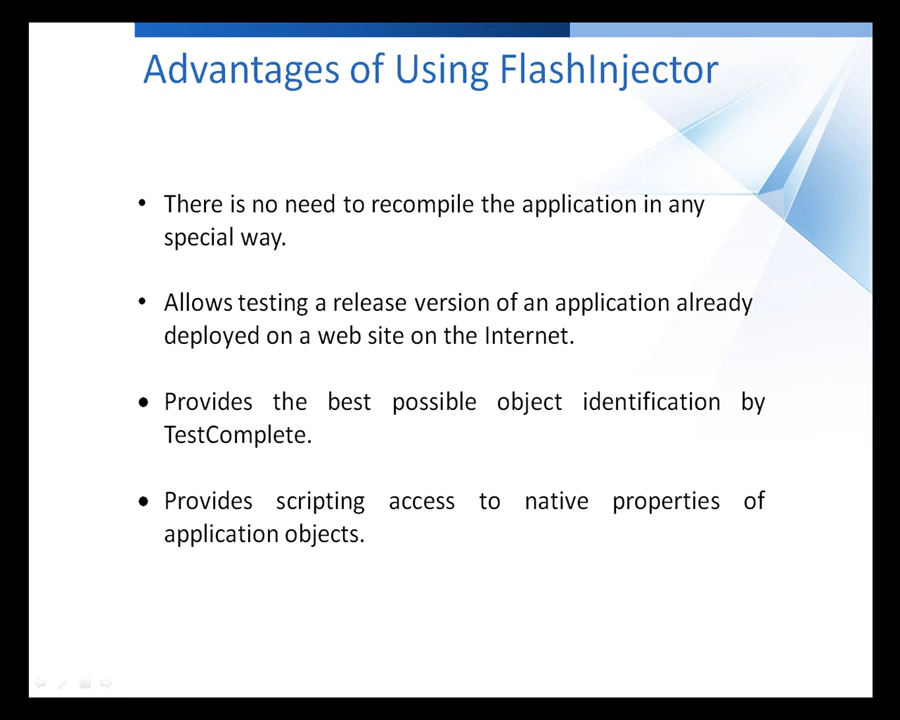 Advantages of Using FlashInjector
• There is no need to recompile the application in any
special way.
• Allows testing a release version of an application already
deployed on a web site on the Internet.
• Provides the best possible object identification by
TestComplete.
• Provides scripting access to native properties of
application objects.